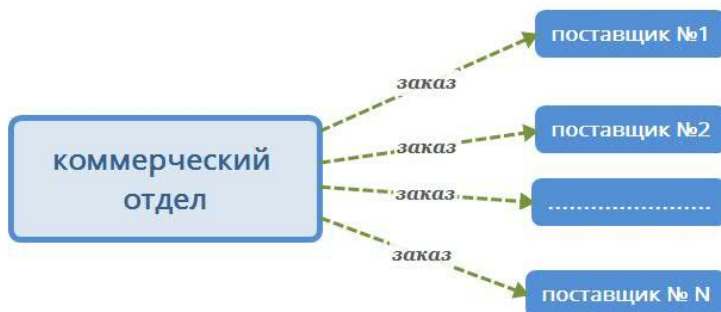 поставщик №1
заказ
коммерческий
отдел
заказ
поставщик №2
заказ
.......................
заказ
поставщик № N